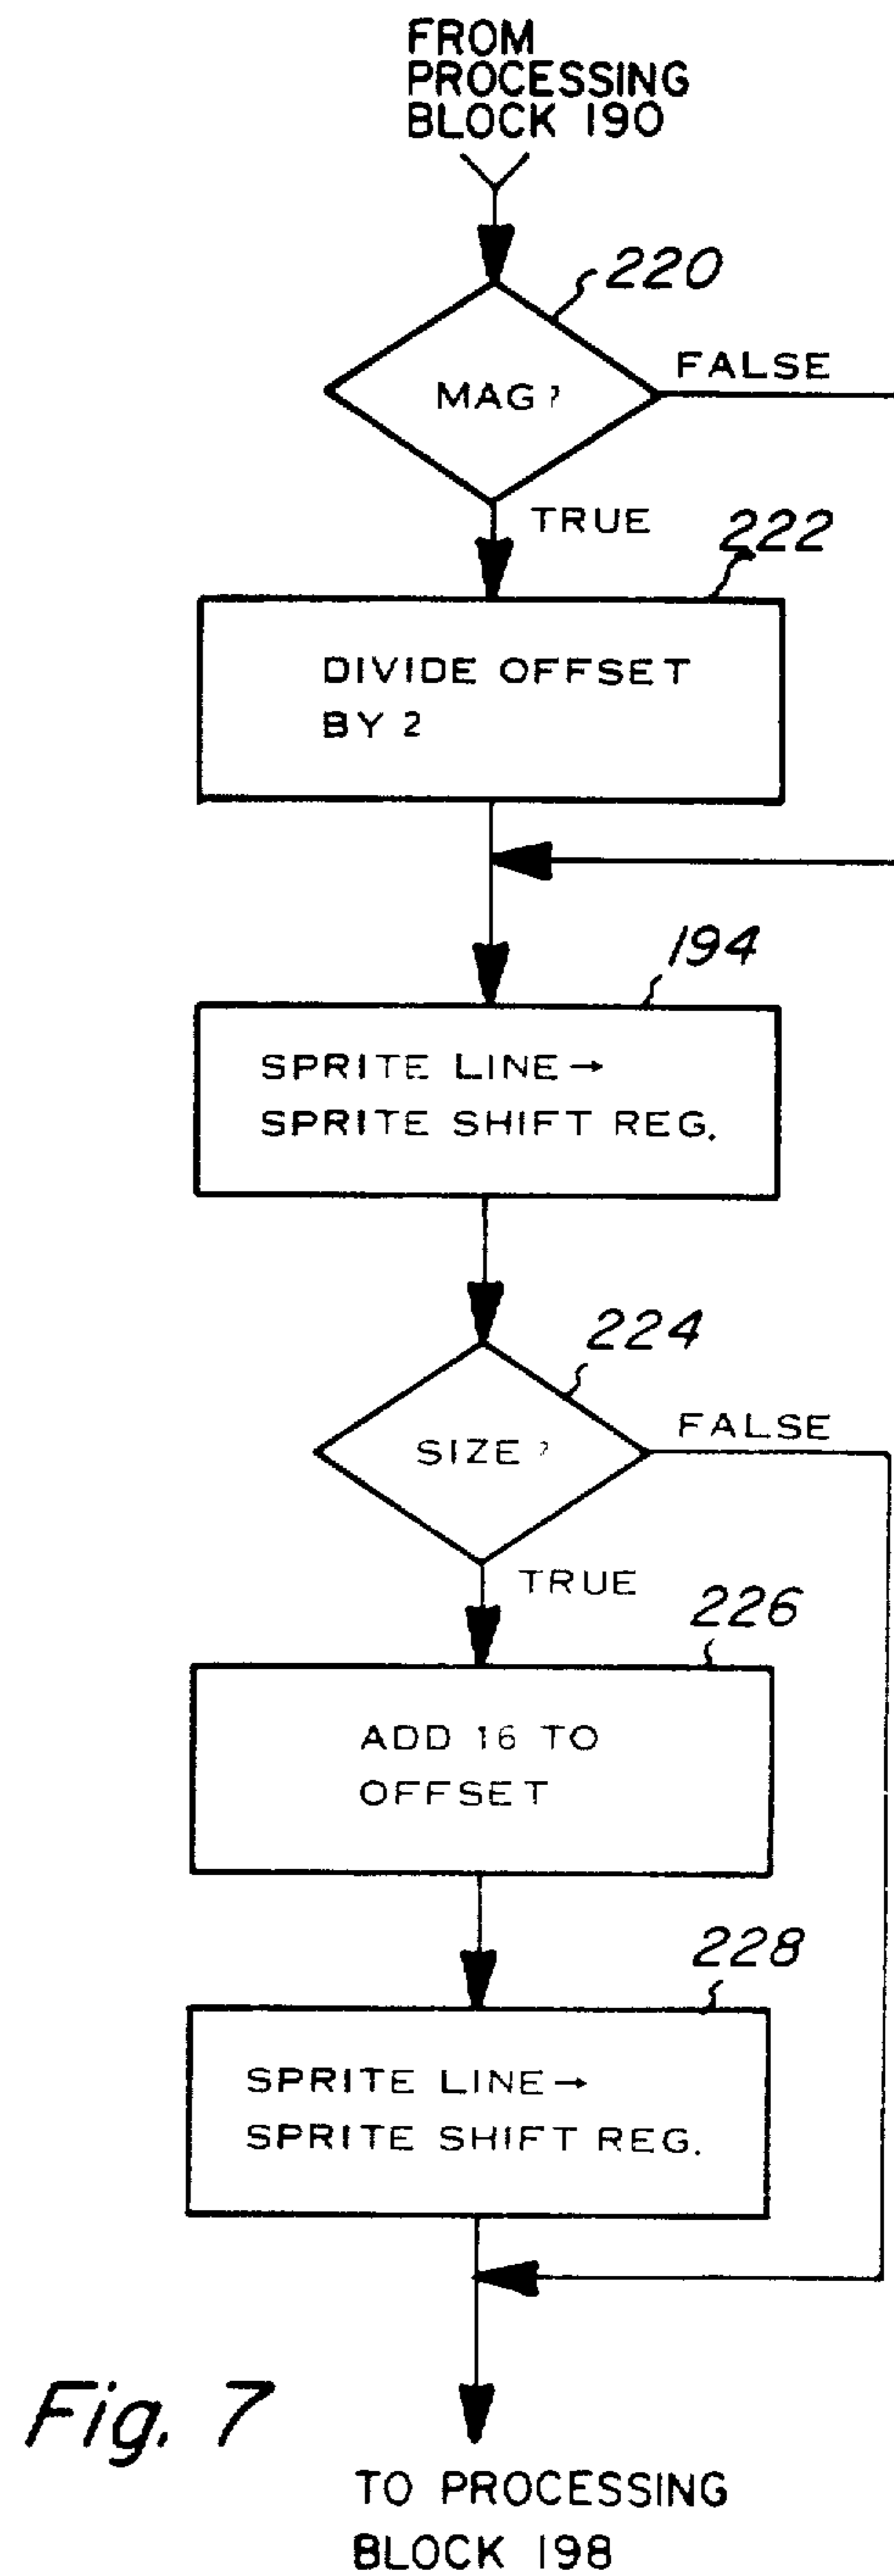 FROM
PROCESSING
BLOCK 190
220
MAG?
FALSE
TRUE
222
DIVIDE OFFSET
BY 2
194
SPRITE LINE→
SPRITE SHIFT REG.
224
SIZE?
FALSE
TRUE
226
ADD 16 TO
OFFSET
228
SPRITE LINE→
SPRITE SHIFT REG.
Fig. 7
TO PROCESSING
BLOCK 198